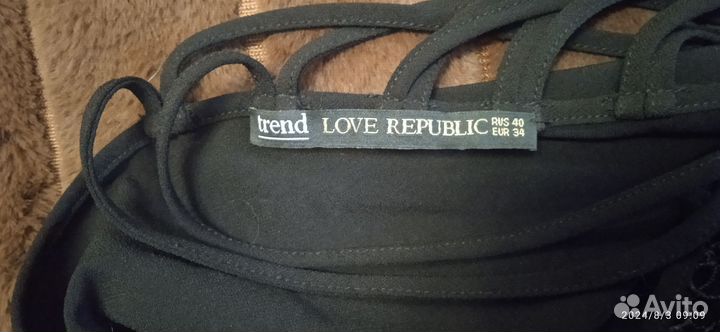 trend LOVE REPUBLIC RUS 40
EUR 34
Avito
2024/8/3 09:09